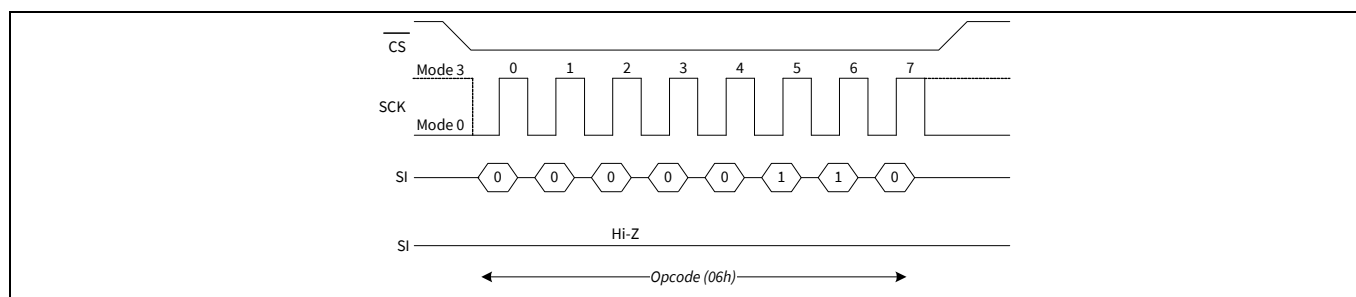 CS
Mode 3 0 1 2 3 4 5 6 7
SCK
Mode 0
SI 0 0 0 0 0 1 1 0
Hi-Z
SI
Opcode (06h)